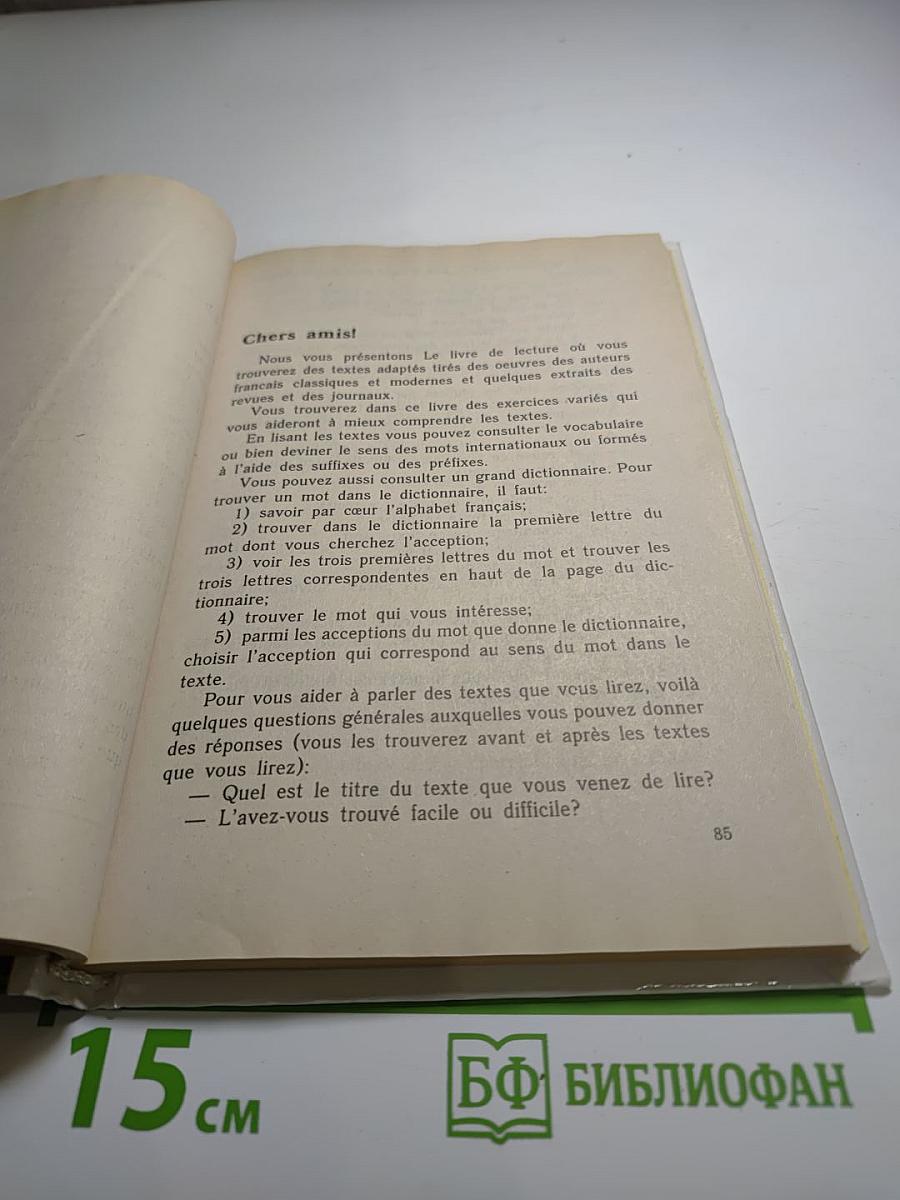 Chers amis!
Nous vous présentons Le livre de lecture où vous
trouverez des textes adaptés tirés des oeuvres des auteurs
francais classiques et modernes et quelques extraits des
revues et des journaux.
Vous trouverez dans ce livre des exercices variés qui
vous aideront à mieux comprendre les textes.
En lisant les textes vous pouvez consulter le vocabulaire
ou bien deviner le sens des mots internationaux ou formés
à l'aide des suffixes ou des préfixes.
Vous pouvez aussi consulter un grand dictionnaire. Pour
trouver un mot dans le dictionnaire, il faut:
1) savoir par cœur l'alphabet français;
2) trouver dans le dictionnaire la première lettre du
mot dont vous cherchez l'acception;
3) voir les trois premières lettres du mot et trouver les
trois lettres correspondentes en haut de la page du dic-
tionnaire;
4) trouver le mot qui vous intéresse;
5) parmi les acceptions du mot que donne le dictionnaire,
choisir l'acception qui correspond au sens du mot dans le
texte.
Pour vous aider à parler des textes que vous lirez, voilà
quelques questions générales auxquelles vous pouvez donner
des réponses (vous les trouverez avant et après les textes
que vous lirez):
— Quel est le titre du texte que vous venez de lire?
— L'avez-vous trouvé facile ou difficile?
85
15 см
БФ БИБЛИОФАН